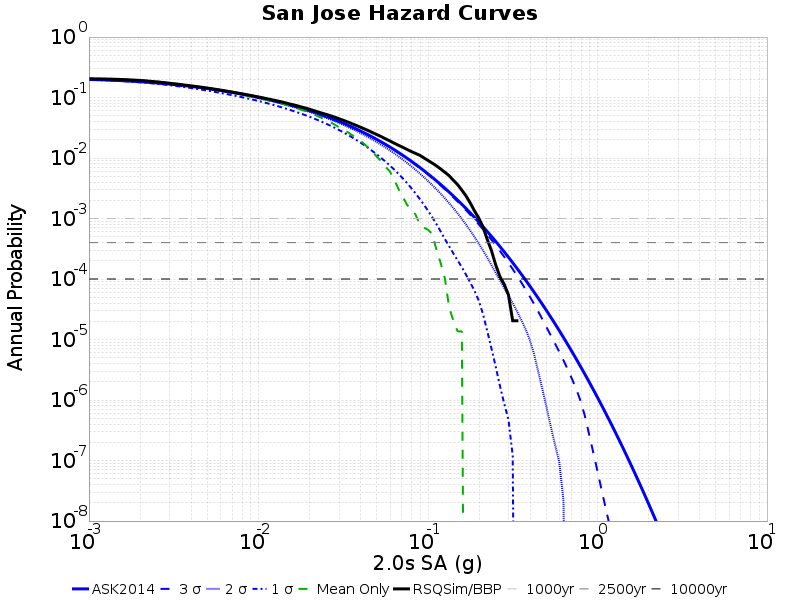 San Jose Hazard Curves
Annual Probability
10^0
10^-1
10^-2
10^-3
10^-4
10^-5
10^-6
10^-7
10^-8
10^-3 10^-2 10^-1 10^0 10^1
2.0s SA (g)
ASK2014 3 σ 2 σ 1 σ Mean Only RSQSim/BBP 1000yr 2500yr 10000yr